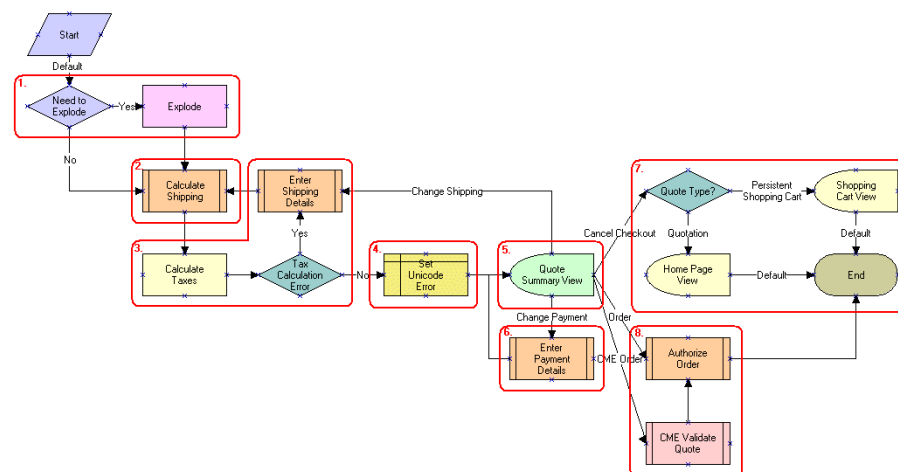 Start
Default
1.
Need to
Explode
Yes
Explode
No
2.
Calculate
Shipping
Enter
Shipping
Details
Change Shipping
7.
Quote Type?
Persistent
Shopping Cart
Shopping
Cart View
Cancel Checkout
Quotation
Default
Yes
3.
Calculate
Taxes
Tax
Calculation
Error
No
4.
Set
Unicode
Error
5.
Quote
Summary View
Home Page
View
Default
End
Change Payment
Order
6.
Enter
Payment
Details
CME Order
8.
Authorize
Order
CME Validate
Quote